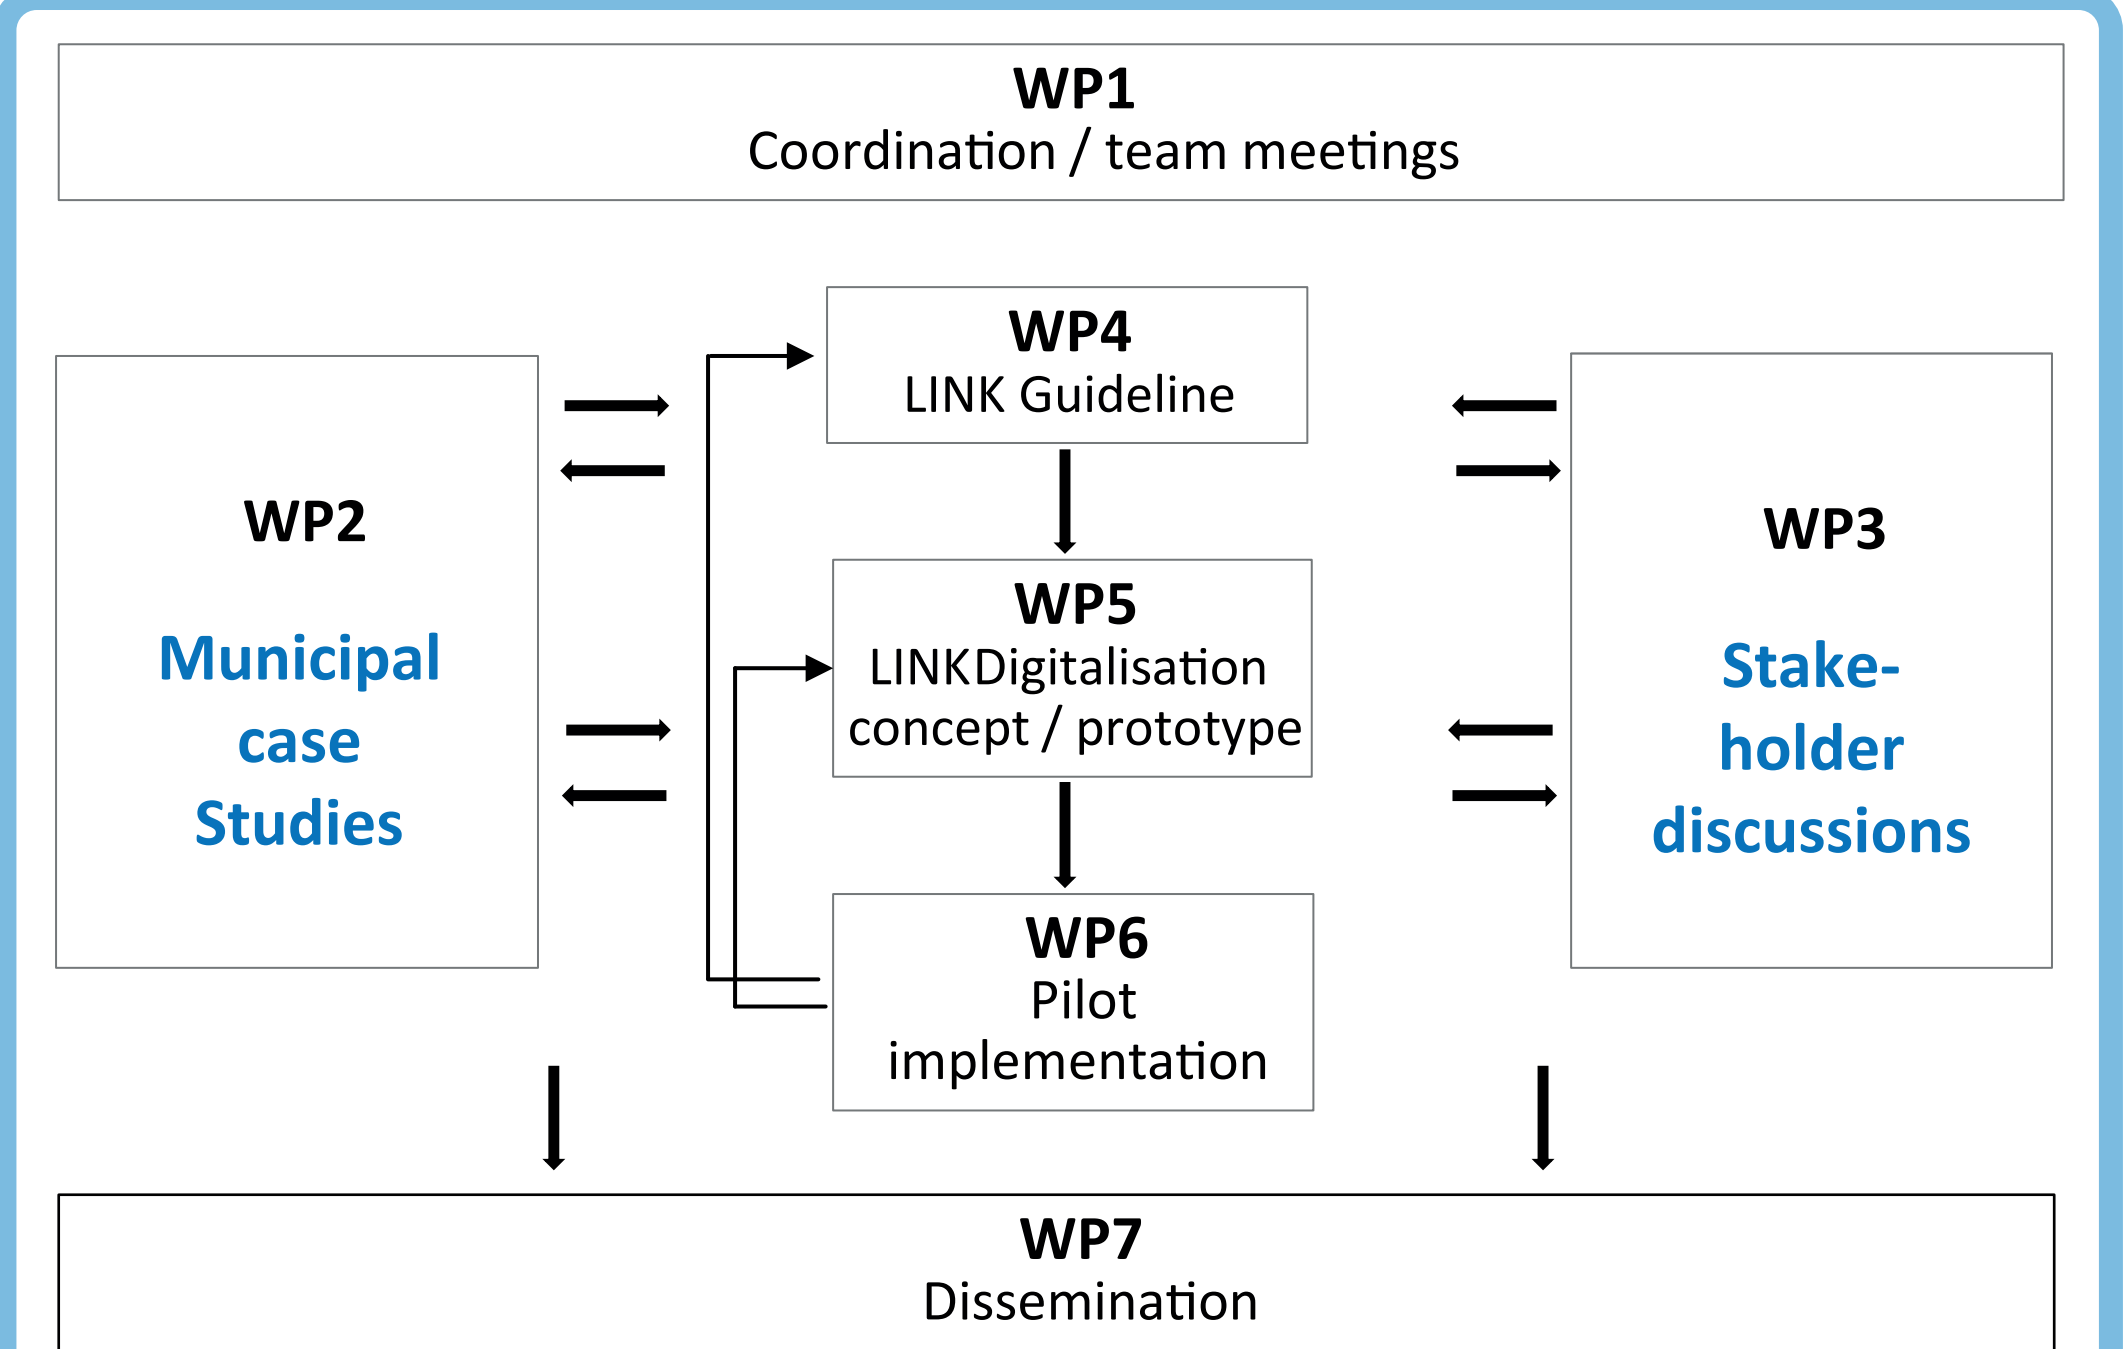 WP1
Coordination / team meetings
WP4
LINK Guideline
WP2
Municipal
case
Studies
WP5
LINKDigitalisation
concept / prototype
WP3
Stake-
holder
discussions
WP6
Pilot
implementation
WP7
Dissemination